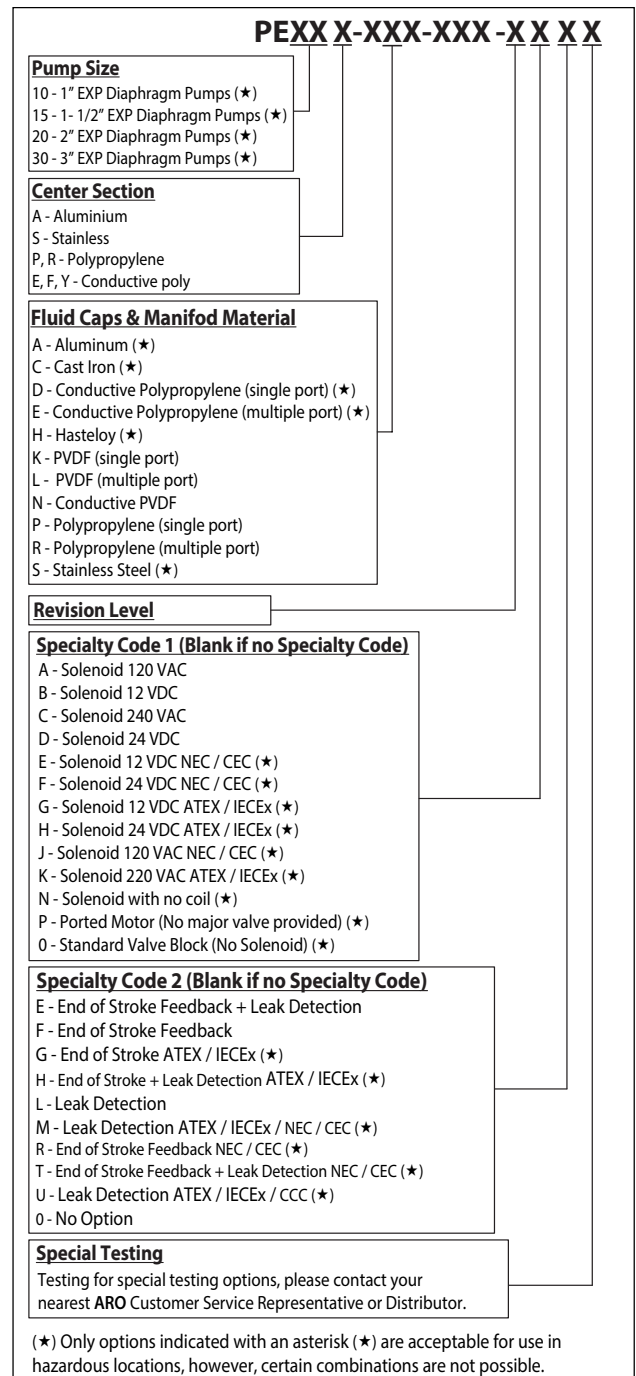 PEXX X-XXX-XXX -X X X X
Pump Size
10 - 1” EXP Diaphragm Pumps (★)
15 - 1- 1/2” EXP Diaphragm Pumps (★)
20 - 2” EXP Diaphragm Pumps (★)
30 - 3” EXP Diaphragm Pumps (★)
Center Section
A - Aluminium
S - Stainless
P, R - Polypropylene
E, F, Y - Conductive poly
Fluid Caps & Manifod Material
A - Aluminum (★)
C - Cast Iron (★)
D - Conductive Polypropylene (single port) (★)
E - Conductive Polypropylene (multiple port) (★)
H - Hasteloy (★)
K - PVDF (single port)
L - PVDF (multiple port)
N - Conductive PVDF
P - Polypropylene (single port)
R - Polypropylene (multiple port)
S - Stainless Steel (★)
Revision Level
Specialty Code 1 (Blank if no Specialty Code)
A - Solenoid 120 VAC
B - Solenoid 12 VDC
C - Solenoid 240 VAC
D - Solenoid 24 VDC
E - Solenoid 12 VDC NEC / CEC (★)
F - Solenoid 24 VDC NEC / CEC (★)
G - Solenoid 12 VDC ATEX / IECEx (★)
H - Solenoid 24 VDC ATEX / IECEx (★)
J - Solenoid 120 VAC NEC / CEC (★)
K - Solenoid 220 VAC ATEX / IECEx (★)
N - Solenoid with no coil (★)
P - Ported Motor (No major valve provided) (★)
0 - Standard Valve Block (No Solenoid) (★)
Specialty Code 2 (Blank if no Specialty Code)
E - End of Stroke Feedback + Leak Detection
F - End of Stroke Feedback
G - End of Stroke ATEX / IECEx (★)
H - End of Stroke + Leak Detection ATEX / IECEx (★)
L - Leak Detection
M - Leak Detection ATEX / IECEx / NEC / CEC (★)
R - End of Stroke Feedback NEC / CEC (★)
T - End of Stroke Feedback + Leak Detection NEC / CEC (★)
U - Leak Detection ATEX / IECEx / CCC (★)
0 - No Option
Special Testing
Testing for special testing options, please contact your
nearest ARO Customer Service Representative or Distributor.
(★) Only options indicated with an asterisk (★) are acceptable for use in
hazardous locations, however, certain combinations are not possible.